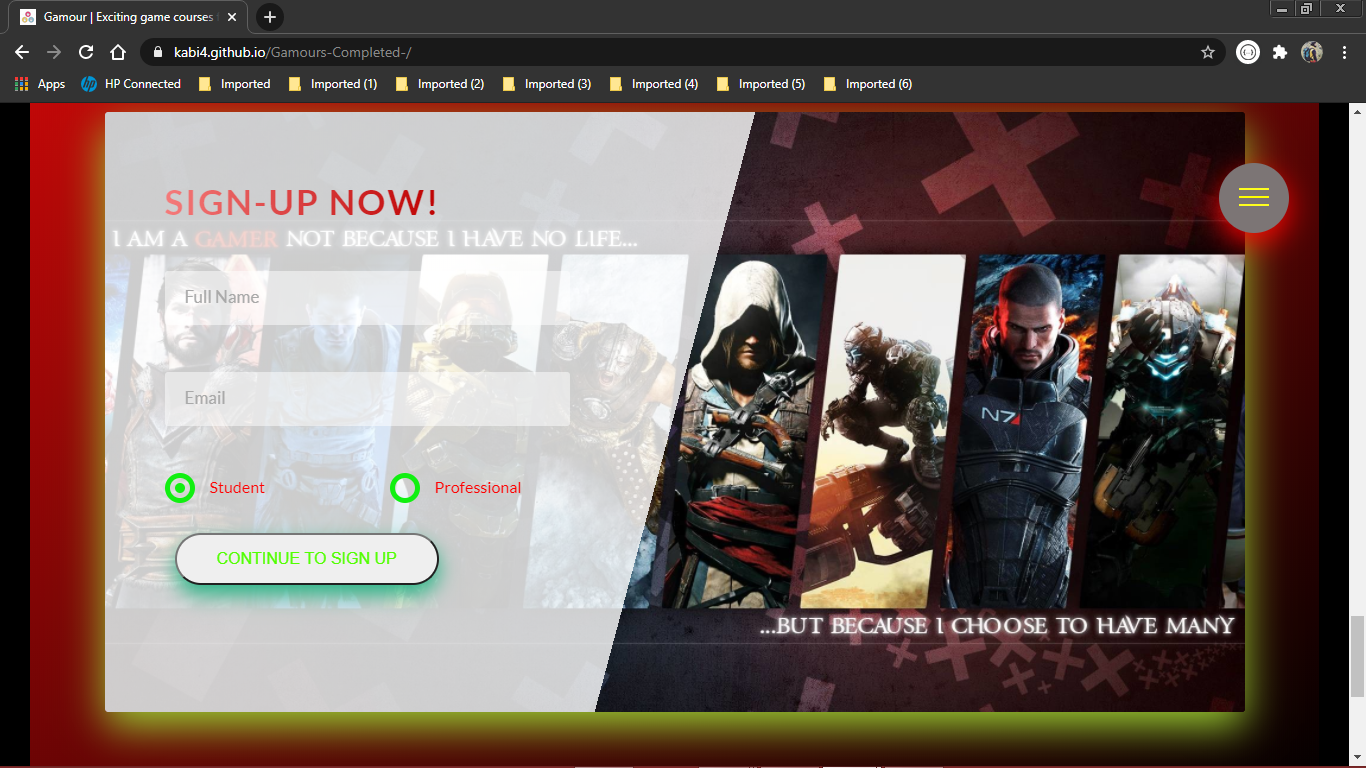 Gamour | Exciting game courses
kabi4.github.io/Gamours-Completed-/
Apps
HP Connected
Imported
Imported (1)
Imported (2)
Imported (3)
Imported (4)
Imported (5)
Imported (6)
SIGN-UP NOW!
I AM A GAMER NOT BECAUSE I HAVE NO LIFE...
Full Name
Email
N7
Student
Professional
CONTINUE TO SIGN UP
...BUT BECAUSE I CHOOSE TO HAVE MANY